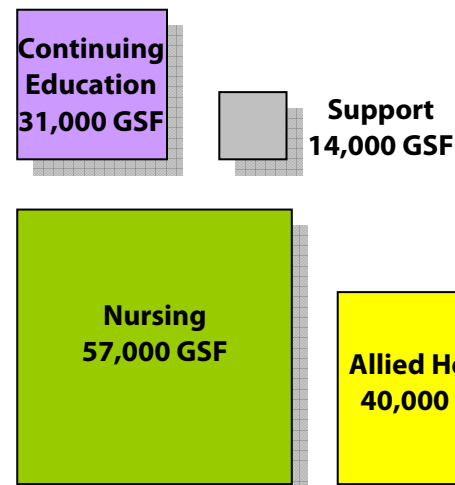 Continuing
Education
31,000 GSF
Support
14,000 GSF
Nursing
57,000 GSF
Allied
40,000